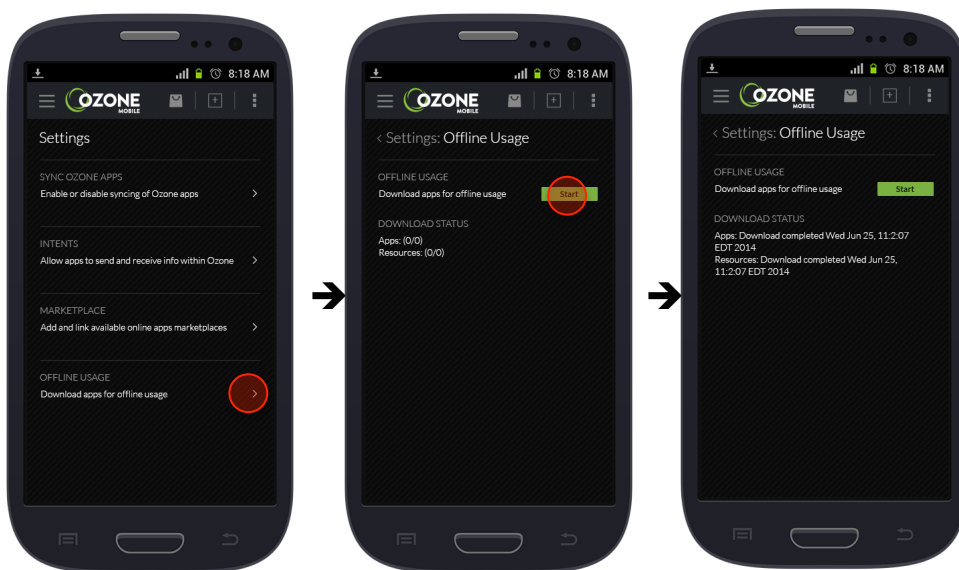 8:18 AM
OZONE
MOBILE
Settings
SYNC OZONE APPS
Enable or disable syncing of Ozone apps
INTENTS
Allow apps to send and receive info within Ozone
MARKETPLACE
Add and link available online apps marketplaces
OFFLINE USAGE
Download apps for offline usage
8:18 AM
OZONE
MOBILE
Settings: Offline Usage
OFFLINE USAGE
Download apps for offline usage Start
DOWNLOAD STATUS
Apps: (0/0)
Resources: (0/0)
8:18 AM
OZONE
MOBILE
Settings: Offline Usage
OFFLINE USAGE
Download apps for offline usage Start
DOWNLOAD STATUS
Apps: Download completed Wed Jun 25, 11:2:07
EDT 2014
Resources: Download completed Wed Jun 25,
11:2:07 EDT 2014